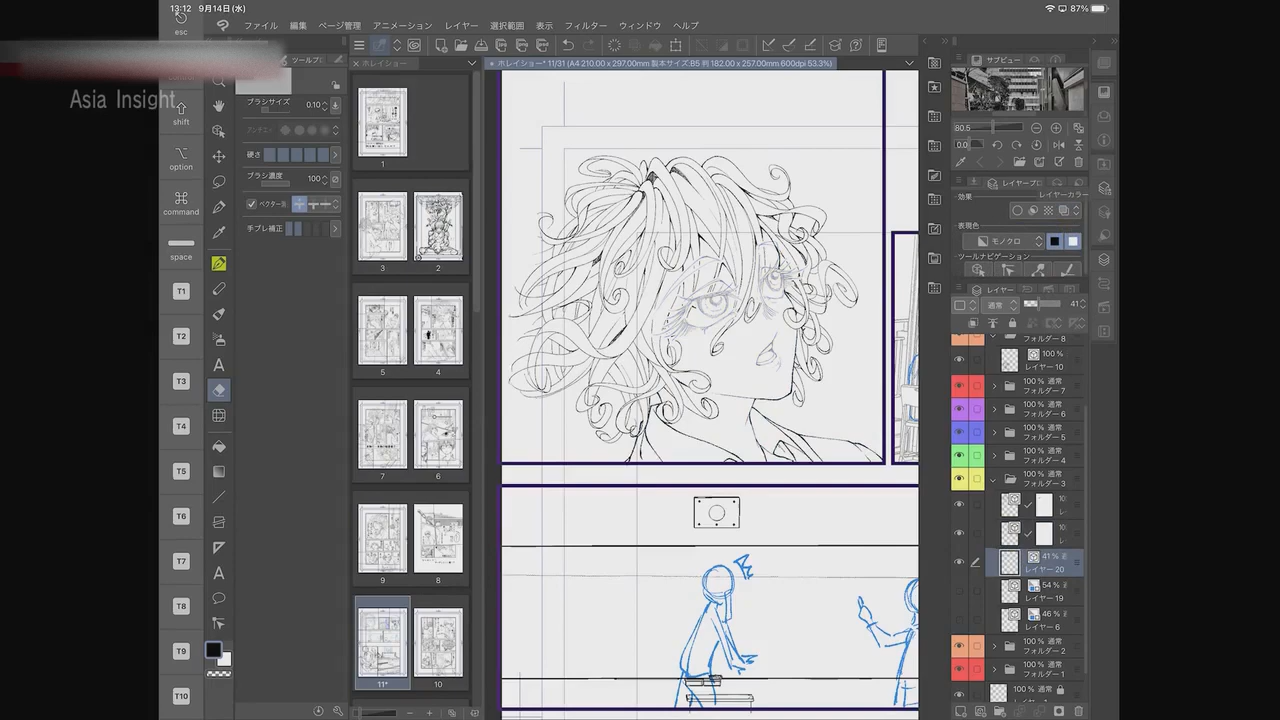 13:12 9月14日(水)
87%
esc
ファイル 編集 ページ管理 アニメーション レイヤー 選択範囲 表示 フィルター ウィンドウ ヘルプ
ホレイショー
ホレイショー* 11/31 (A4 210.00 x 297.00mm 製本サイズ:B5 判 182.00 x 257.00mm 600dpi 53.3%)
サブビュー
Asia Insight
control
shift
option
command
space
T1
T2
T3
T4
T5
T6
T7
T8
T9
T10
ブラシサイズ 0.10
硬さ
ブラシ濃度 100
手ブレ補正
1
3 2
5 4
7 6
9 8
11* 10
80.5
0.0
レイヤープ
効果
レイヤーカラー
表現色
モノクロ
ツールナビゲーション
レイヤー
通常 41
フォルダー 8
100 %
レイヤー 10
100 % 通常
フォルダー 7
100 % 通常
フォルダー 6
100 % 通常
フォルダー 5
100 % 通常
フォルダー 4
100 % 通常
フォルダー 3
41 %
レイヤー 20
54 %
レイヤー 19
46 %
レイヤー 6
100 % 通常
フォルダー 2
100 % 通常
フォルダー 1
100 % 通常